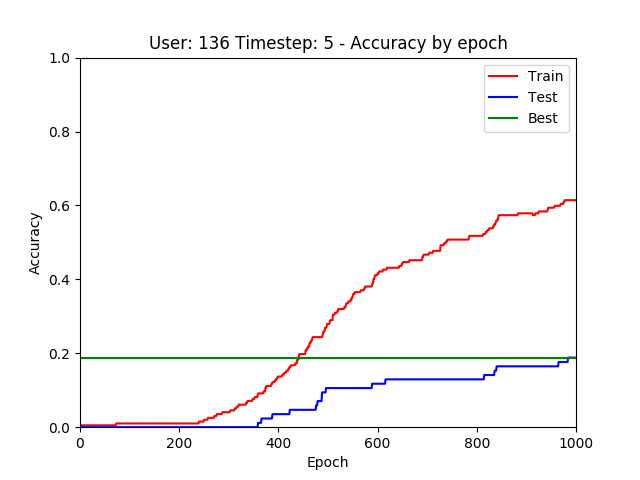 User: 136 Timestep: 5 - Accuracy by epoch
Train
Test
Best
Accuracy
1.0
0.8
0.6
0.4
0.2
0.0
0 200 400 600 800 1000
Epoch